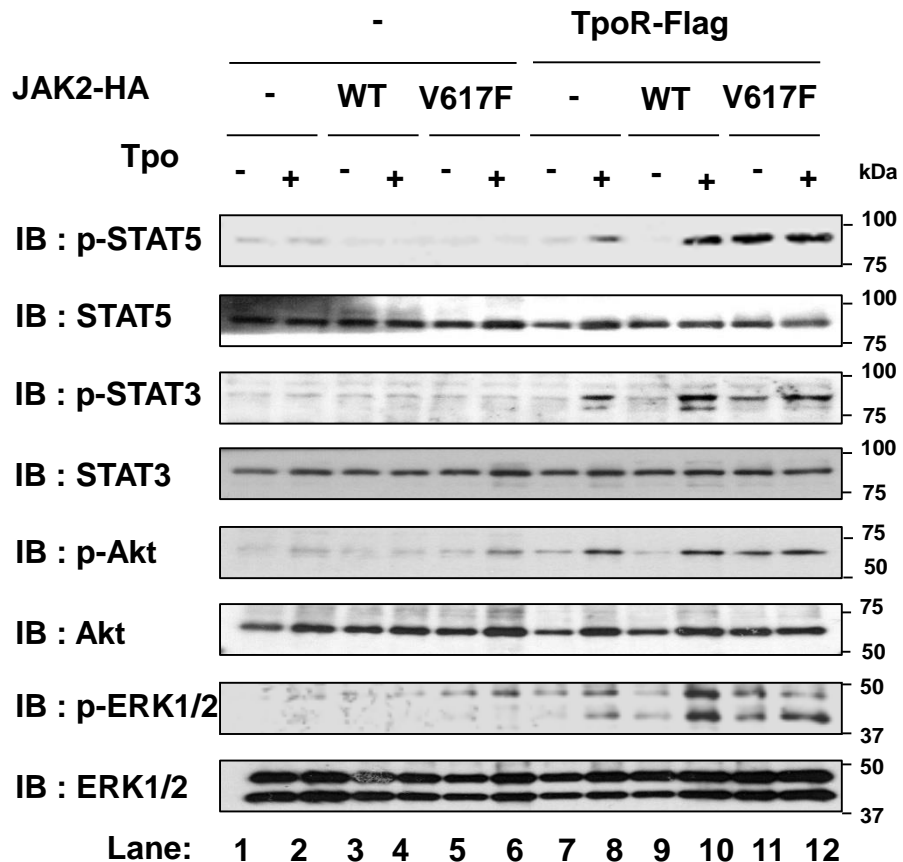 - TpoR-Flag
JAK2-HA - WT V617F - WT V617F
Tpo - + - + - + - + - + - + kDa
IB : p-STAT5 100
75
IB : STAT5 100
75
IB : p-STAT3 100
75
IB : STAT3 100
75
IB : p-Akt 75
50
IB : Akt 75
50
IB : p-ERK1/2 50
37
IB : ERK1/2 50
37
Lane: 1 2 3 4 5 6 7 8 9 10 11 12